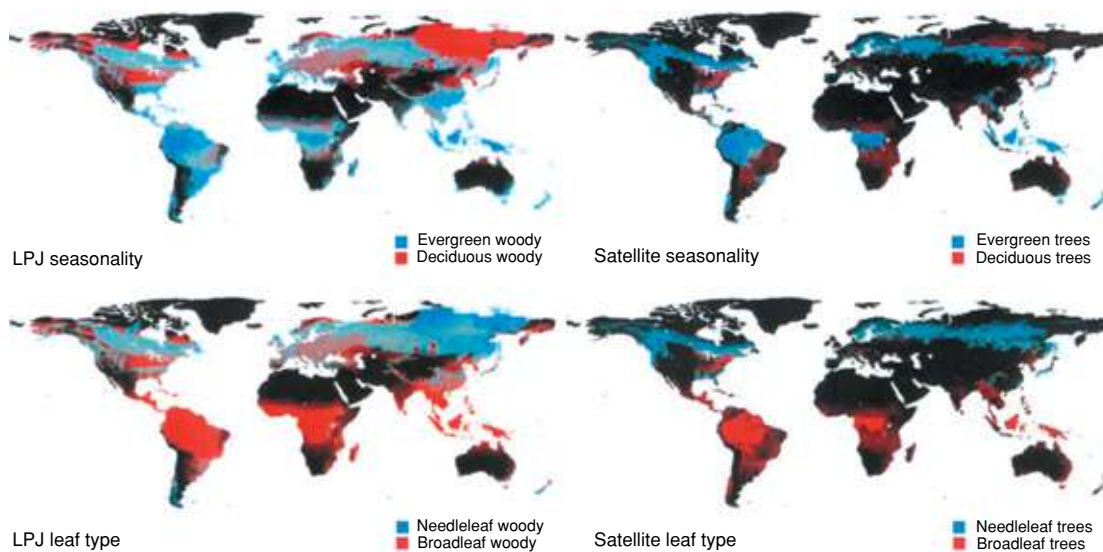 Evergreen woody
Deciduous woody
LPJ seasonality
Evergreen trees
Deciduous trees
Satellite seasonality
Needleleaf woody
Broadleaf woody
LPJ leaf type
Needleleaf trees
Broadleaf trees
Satellite leaf type